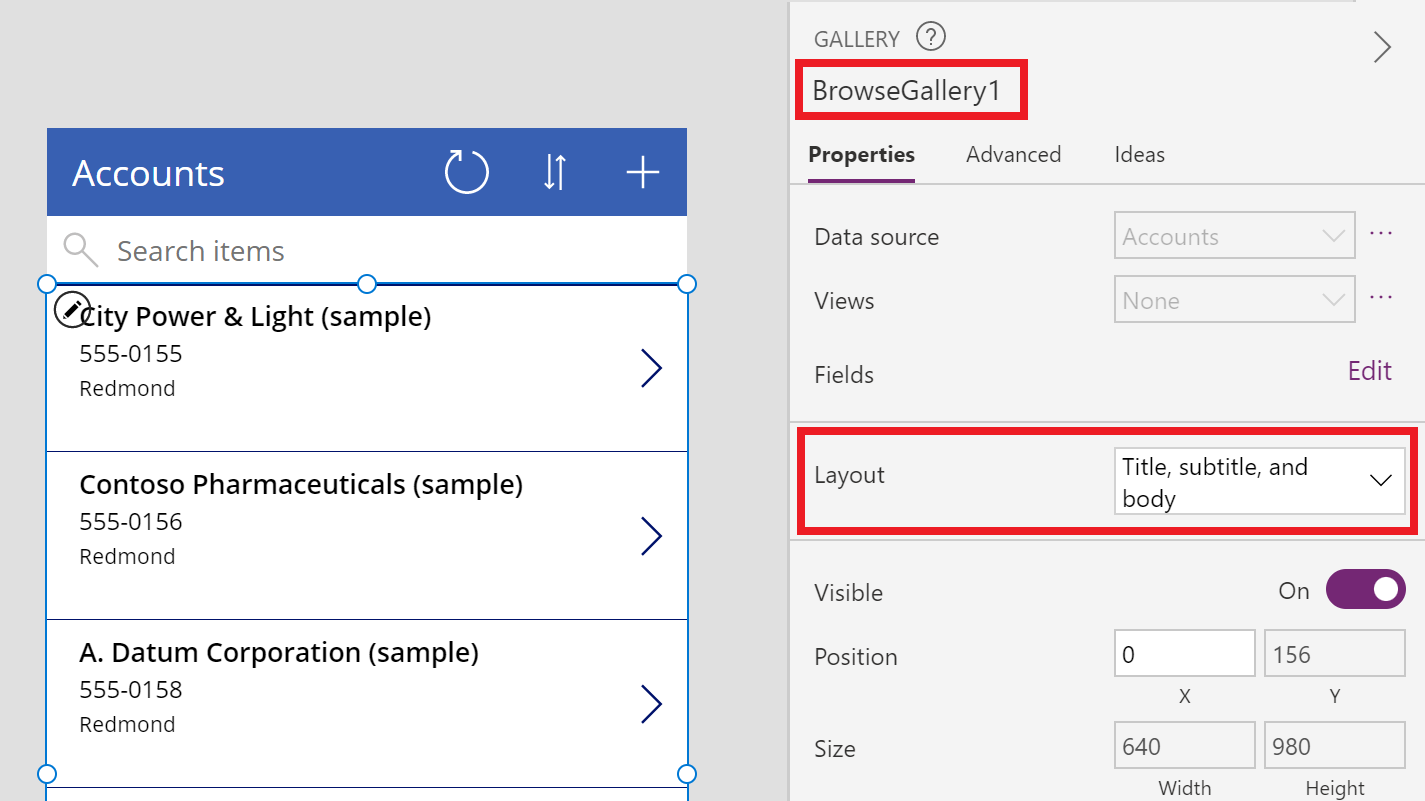 Accounts
Search items
City Power & Light (sample)
555-0155
Redmond
Contoso Pharmaceuticals (sample)
555-0156
Redmond
A. Datum Corporation (sample)
555-0158
Redmond
GALLERY ?
BrowseGallery1
Properties Advanced Ideas
Data source Accounts ...
Views None ...
Fields Edit
Layout Title, subtitle, and
body
Visible On
Position 0 156
X Y
Size 640 980
Width Height